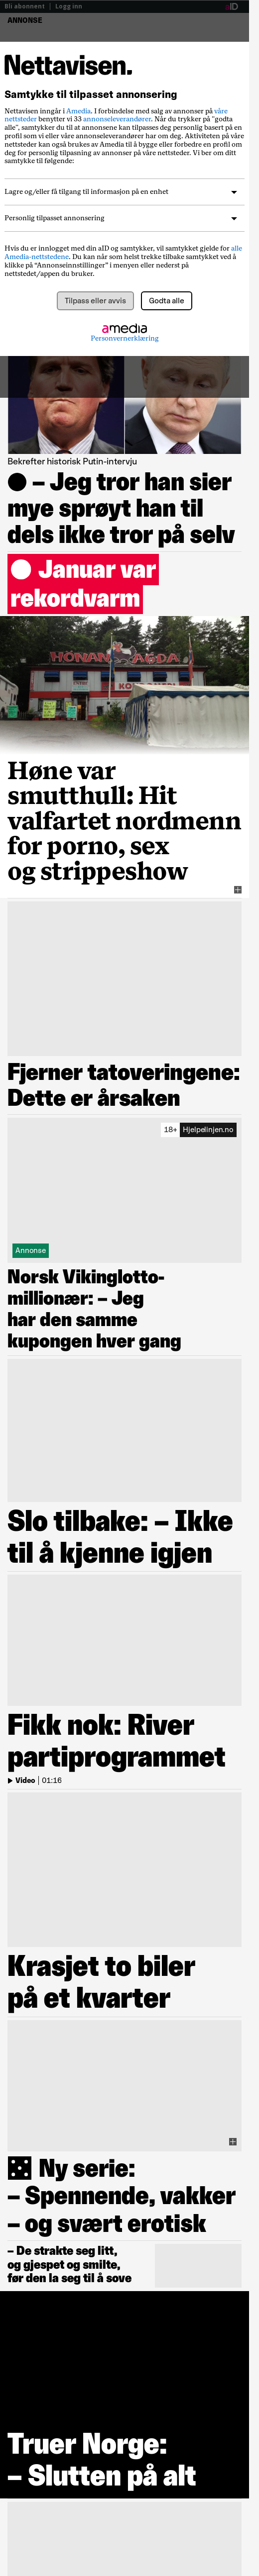 Bli abonnent | Logg inn
aID
ANNONSE
Nettavisen.
Samtykke til tilpasset annonsering
Nettavisen inngår i Amedia. I forbindelse med salg av annonser på våre
nettsteder benytter vi 33 annonseleverandører. Når du trykker på "godta
alle", samtykker du til at annonsene kan tilpasses deg personlig basert på en
profil som vi eller våre annonseleverandører har om deg. Aktiviteten på våre
nettsteder kan også brukes av Amedia til å bygge eller forbedre en profil om
deg for personlig tilpasning av annonser på våre nettsteder. Vi ber om ditt
samtykke til følgende:
Lagre og/eller få tilgang til informasjon på en enhet
Personlig tilpasset annonsering
Hvis du er innlogget med din aID og samtykker, vil samtykket gjelde for alle
Amedia-nettstedene. Du kan når som helst trekke tilbake samtykket ved å
klikke på “Annonseinnstillinger” i menyen eller nederst på
nettstedet/appen du bruker.
Tilpass eller avvis
Godta alle
amedia
Personvernerklæring
Bekrefter historisk Putin-intervju
– Jeg tror han sier
mye sprøyt han til
dels ikke tror på selv
Januar var
rekordvarm
HÖNAN AGDA
Høne var
smutthull: Hit
valfartet nordmenn
for porno, sex
og strippeshow
Fjerner tatoveringene:
Dette er årsaken
18+ Hjelpelinjen.no
Annonse
Norsk Vikinglotto-
millionær: – Jeg
har den samme
kupongen hver gang
Slo tilbake: – Ikke
til å kjenne igjen
Fikk nok: River
partiprogrammet
Video | 01:16
Krasjet to biler
på et kvarter
Ny serie:
– Spennende, vakker
– og svært erotisk
– De strakte seg litt,
og gjespet og smilte,
før den la seg til å sove
Truer Norge:
– Slutten på alt